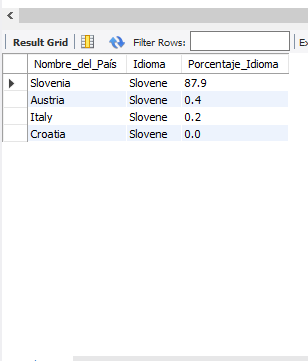 Result Grid Filter Rows: Ex
Nombre_del_País Idioma Porcentaje_Idioma
Slovenia Slovene 87.9
Austria Slovene 0.4
Italy Slovene 0.2
Croatia Slovene 0.0